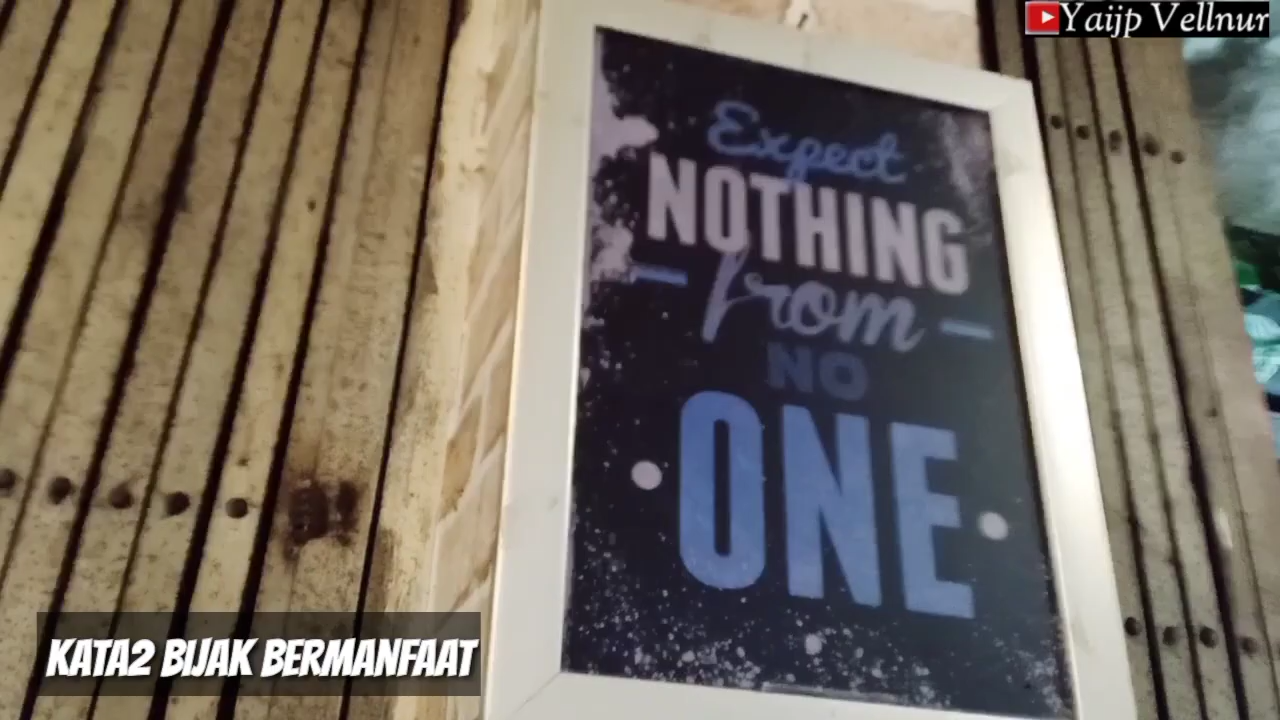 Yaijp Vellnur
Expect
NOTHING
from
NO
ONE
KATA2 BIJAK BERMANFAAT